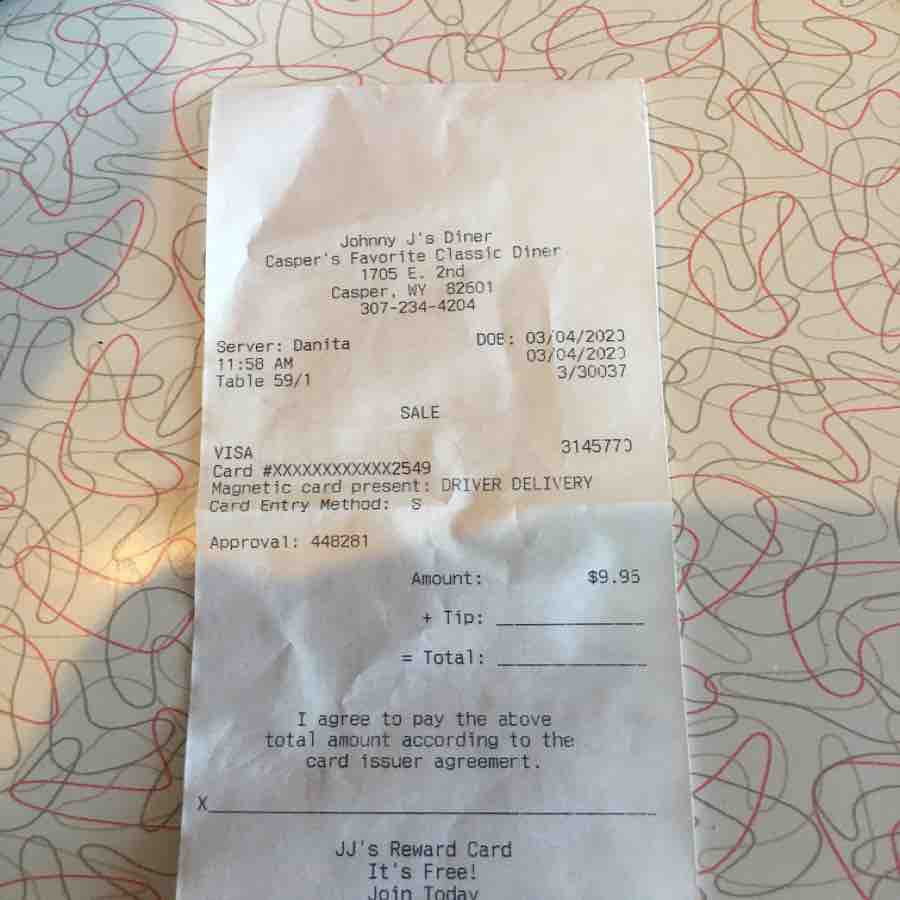 Johnny J's Diner
Casper's Favorite Classic Diner
1705 E. 2nd
Casper, WY 82601
307-234-4204
Server: Danita DOB: 03/04/2020
11:58 AM 03/04/2020
Table 59/1 3/30037
SALE
VISA 3145770
Card #XXXXXXXXXXXX2549
Magnetic card present: DRIVER DELIVERY
Card Entry Method: S
Approval: 448281
Amount: $9.95
+ Tip:
= Total:
I agree to pay the above
total amount according to the
card issuer agreement.
X
JJ's Reward Card
It's Free!
Join Today